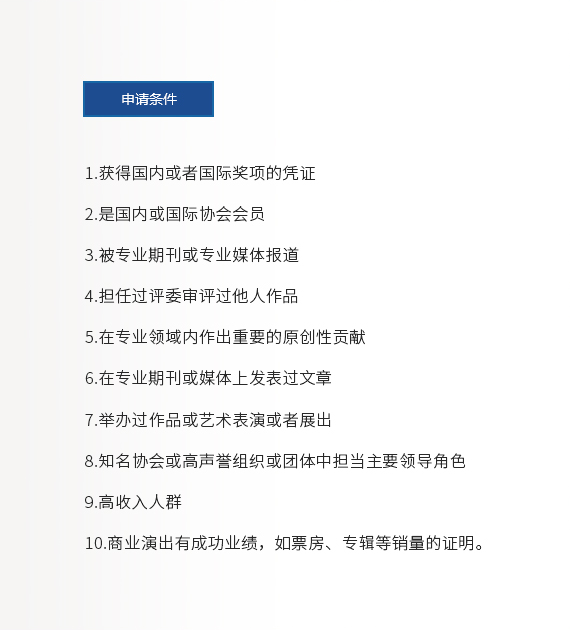 申请条件
1.获得国内或者国际奖项的凭证
2.是国内或国际协会会员
3.被专业期刊或专业媒体报道
4.担任过评委审评过他人作品
5.在专业领域内作出重要的原创性贡献
6.在专业期刊或媒体上发表过文章
7.举办过作品或艺术表演或者展出
8.知名协会或高声誉组织或团体中担当主要领导角色
9.高收入人群
10.商业演出有成功业绩，如票房、专辑等销量的证明。